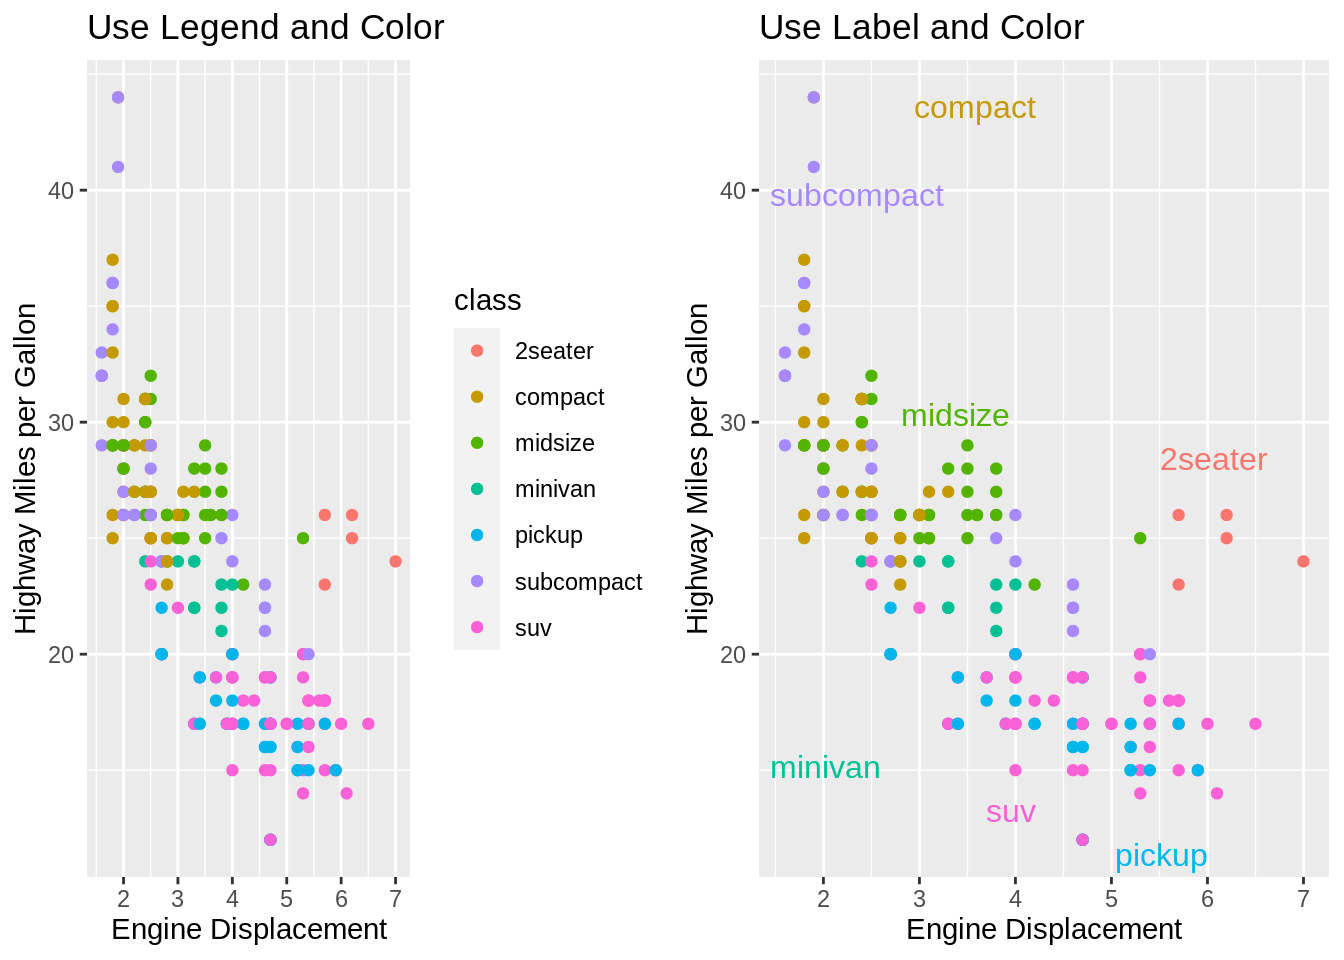 Use Legend and Color
Highway Miles per Gallon
40
30
20
2
3
4
5
6
7
Engine Displacement
class
2seater
compact
midsize
minivan
pickup
subcompact
suv
Use Label and Color
Highway Miles per Gallon
40
30
20
compact
subcompact
midsize
2seater
minivan
suv
pickup
2
3
4
5
6
7
Engine Displacement